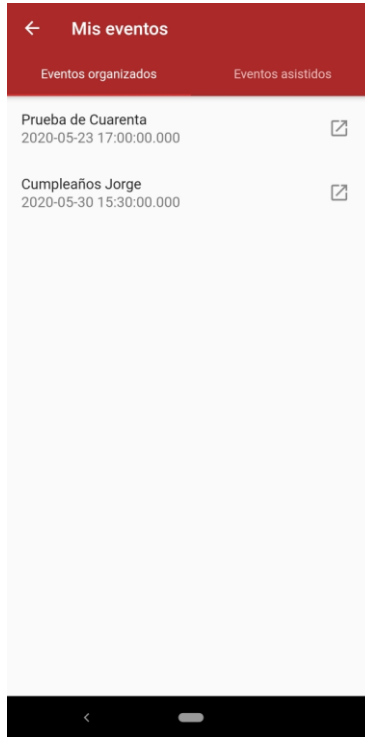 Mis eventos
Eventos organizados
Eventos asistidos
Prueba de Cuarenta
2020-05-23 17:00:00.000
Cumpleaños Jorge
2020-05-30 15:30:00.000